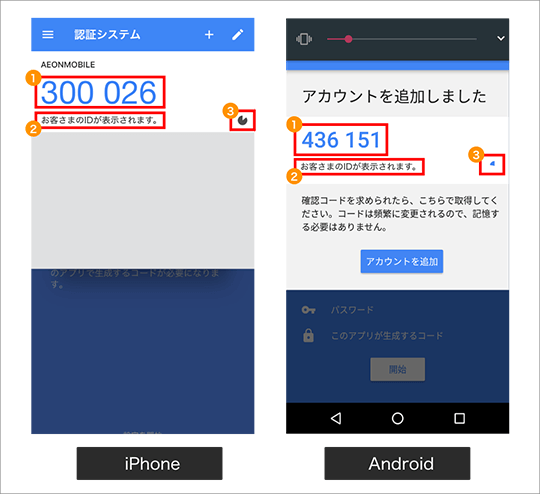 認証システム
AEONMOBILE
1
300 026
3
2
お客さまのIDが表示されます。
のアプリで生成するコードが必要になりま
す。
iPhone
アカウントを追加しました
1
436 151
3
2
お客さまのIDが表示されます。
確認コードを求められたら、こちらで取得してく
ださい。コードは頻繁に変更されるので、記憶す
る必要はありません。
アカウントを追加
パスワード
このアプリが生成するコード
開始
Android